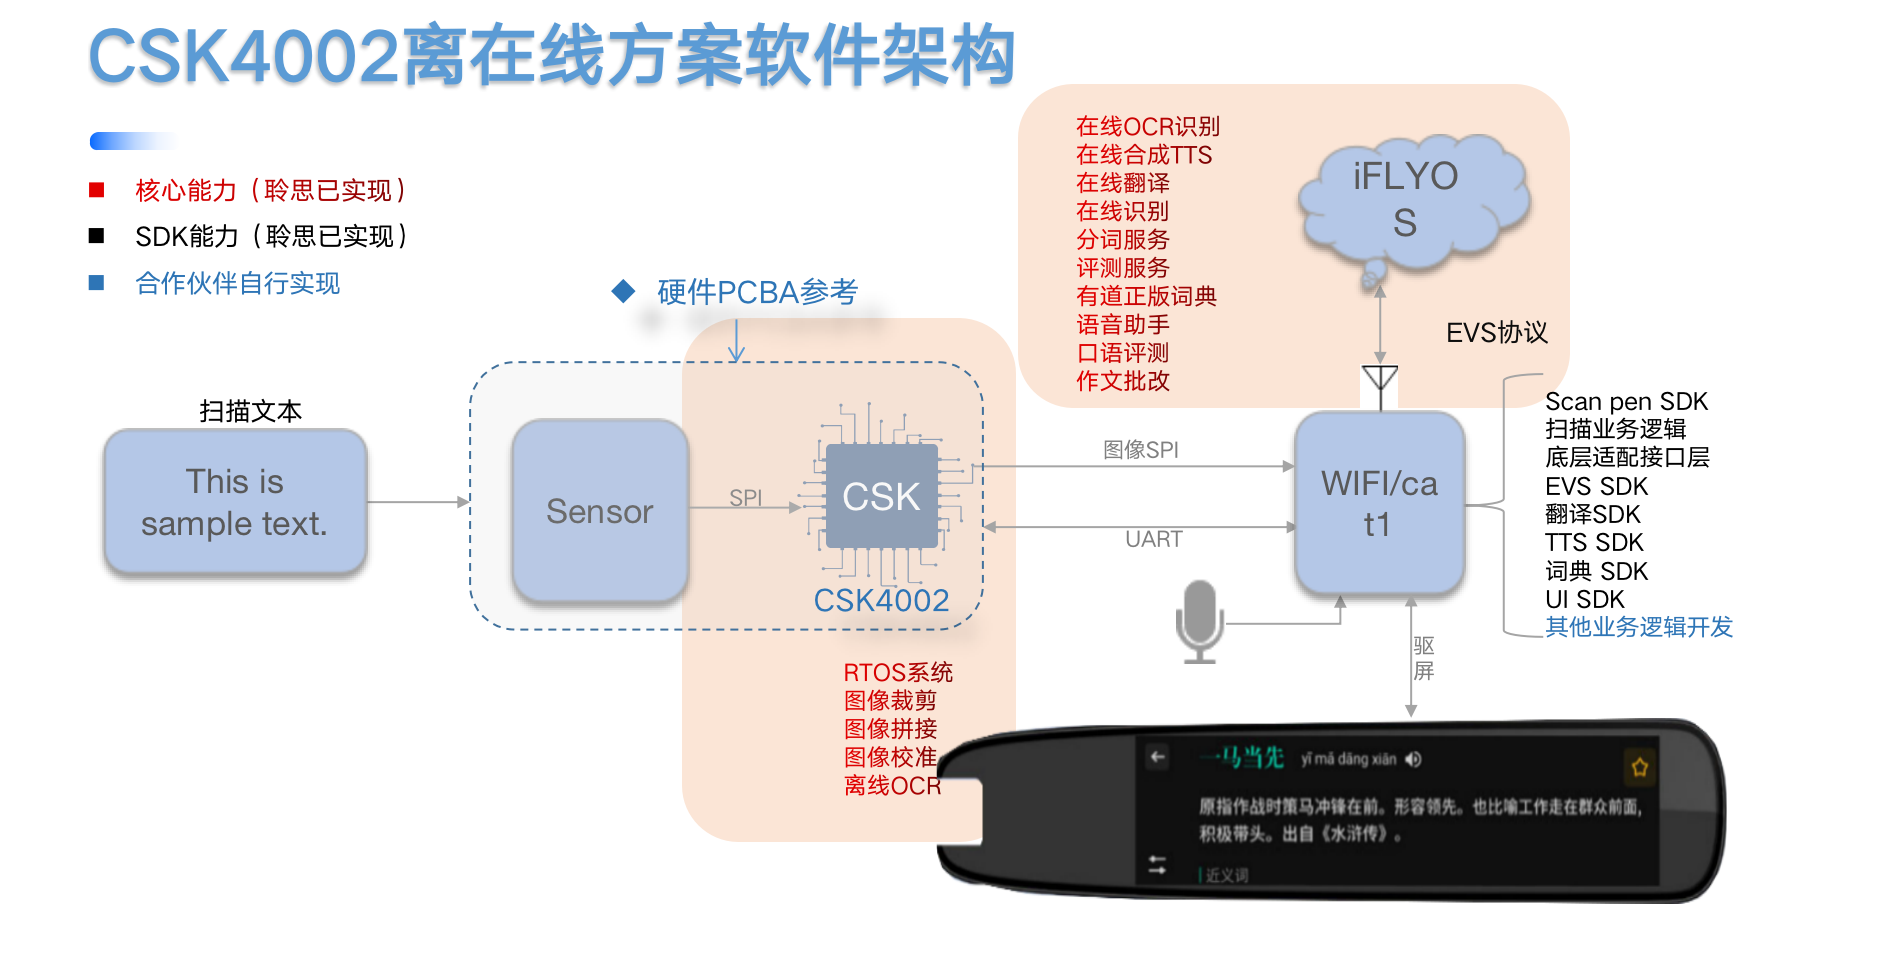 CSK4002离在线方案软件架构
核心能力（聆思已实现）
SDK能力（聆思已实现）
合作伙伴自行实现
硬件PCBA参考
扫描文本
This is
sample text.
Sensor
SPI
CSK
CSK4002
RTOS系统
图像裁剪
图像拼接
图像校准
离线OCR
在线OCR识别
在线合成TTS
在线翻译
在线识别
分词服务
评测服务
有道正版词典
语音助手
口语评测
作文批改
iFLYO
S
EVS协议
图像SPI
UART
WIFI/ca
t1
驱
屏
Scan pen SDK
扫描业务逻辑
底层适配接口层
EVS SDK
翻译SDK
TTS SDK
词典 SDK
UI SDK
其他业务逻辑开发
一马当先 yī mǎ dāng xiān
原指作战时策马冲锋在前。形容领先。也比喻工作走在群众前面,
积极带头。出自《水浒传》。
近义词